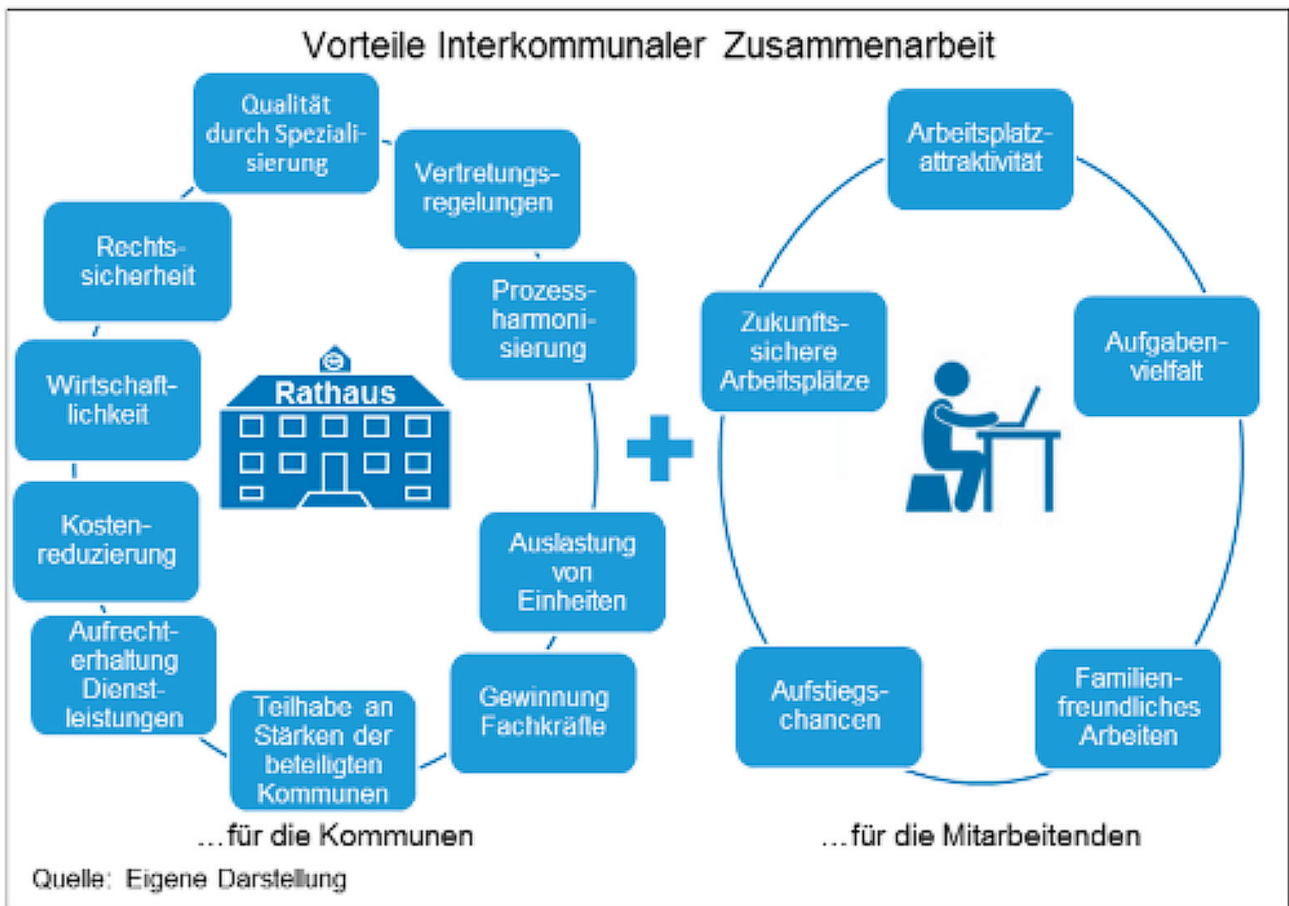 Vorteile Interkommunaler Zusammenarbeit
Qualität
durch Speziali-
sierung
Vertretungs-
regelungen
Prozess-
harmoni-
sierung
Auslastung
von
Einheiten
Gewinnung
Fachkräfte
Teilhabe an
Stärken der
beteiligten
Kommunen
Aufrecht-
erhaltung
Dienst-
leistungen
Kosten-
reduzierung
Wirtschaft-
lichkeit
Rechts-
sicherheit
Rathaus
...für die Kommunen
Arbeitsplatz-
attraktivität
Aufgaben-
vielfalt
Familien-
freundliches
Arbeiten
Aufstiegs-
chancen
Zukunfts-
sichere
Arbeitsplätze
...für die Mitarbeitenden
Quelle: Eigene Darstellung